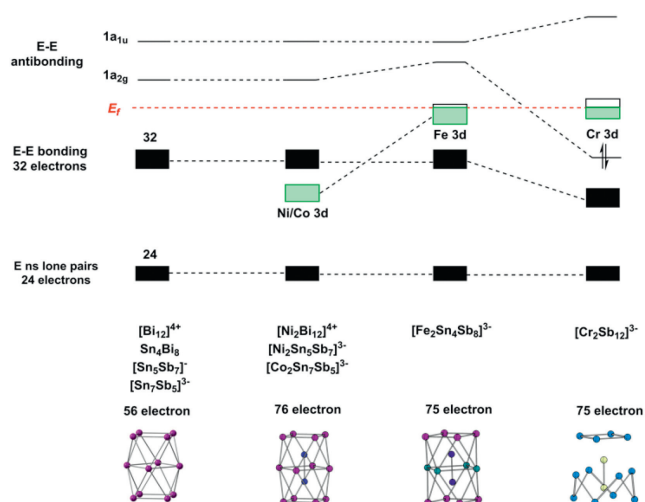 1a1u
E-E
antibonding
1a2g
Ef
E-E bonding
32 electrons
32
Ni/Co 3d
Fe 3d
Cr 3d
E ns lone pairs
24 electrons
24
[Bi12]4+
Sn4Bi8
[Sn5Sb7]-
[Sn7Sb5]3-
56 electron
[Ni2Bi12]4+
[Ni2Sn5Sb7]3-
[Co2Sn7Sb5]3-
76 electron
[Fe2Sn4Sb8]3-
75 electron
[Cr2Sb12]3-
75 electron